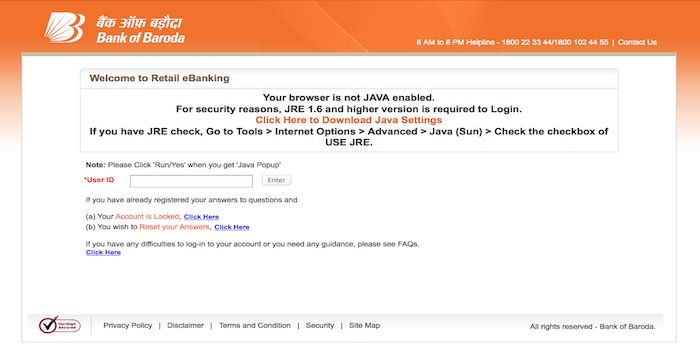 बैंक ऑफ़ बड़ौदा
Bank of Baroda
8 AM to 8 PM Helpline - 1800 22 33 44/1800 102 44 55 | Contact Us
Welcome to Retail eBanking
Your browser is not JAVA enabled.
For security reasons, JRE 1.6 and higher version is required to Login.
Click Here to Download Java Settings
If you have JRE check, Go to Tools > Internet Options > Advanced > Java (Sun) > Check the checkbox of
USE JRE.
Note: Please Click 'Run/Yes' when you get 'Java Popup'
*User ID Enter
If you have already registered your answers to questions and
(a) Your Account is Locked, Click Here
(b) You wish to Reset your Answers, Click Here
If you have any difficulties to log-in to your account or you need any guidance, please see FAQs.
Click Here
VeriSign
Secured
Privacy Policy | Disclaimer | Terms and Condition | Security | Site Map
All rights reserved - Bank of Baroda.